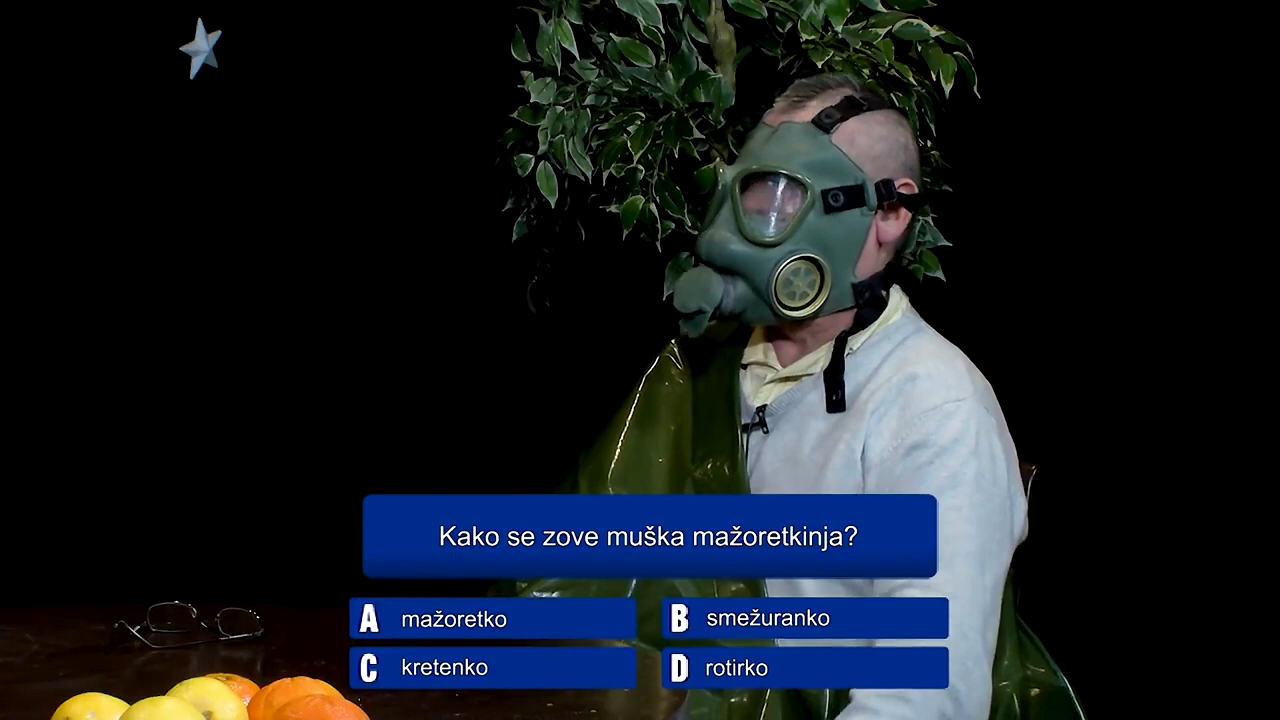 Kako se zove muška mažoretkinja?
A mažoretko
B smežuranko
C kretenko
D rotirko